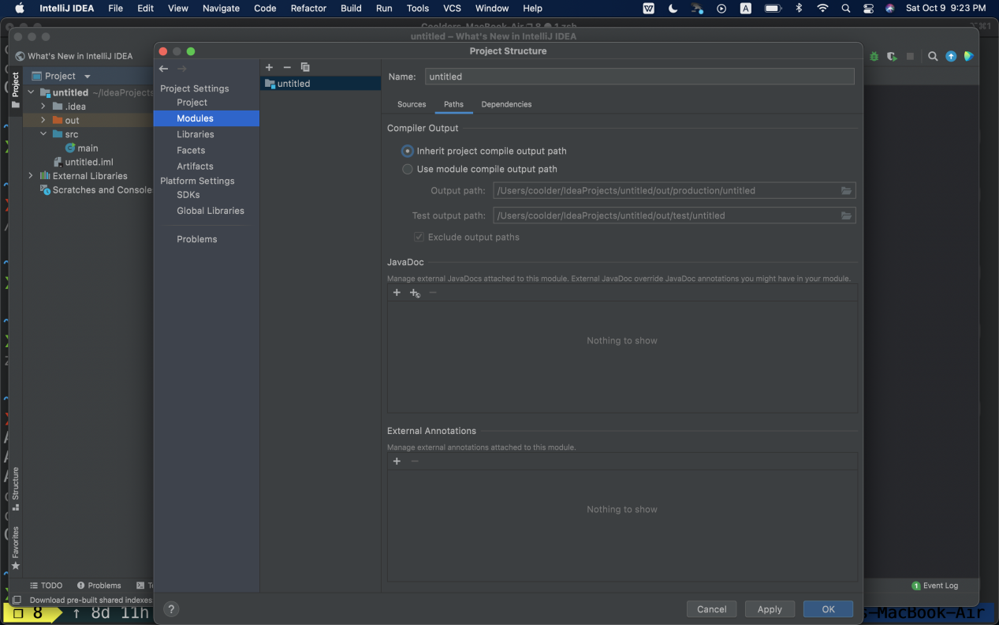 IntelliJ IDEA File Edit View Navigate Code Refactor Build Run Tools VCS Window Help W A Sat Oct 9 9:23 PM
untitled – What's New in IntelliJ IDEA
What's New in IntelliJ IDEA
Project Structure
Project
Project
untitled ~/IdeaProjects
.idea
out
src
main
untitled.iml
External Libraries
Scratches and Console
Structure
Favorites
Project Settings
Project
Modules
Libraries
Facets
Artifacts
Platform Settings
SDKs
Global Libraries
Problems
untitled
Name: untitled
Sources Paths Dependencies
Compiler Output
Inherit project compile output path
Use module compile output path
Output path: /Users/coolder/IdeaProjects/untitled/out/production/untitled
Test output path: /Users/coolder/IdeaProjects/untitled/out/test/untitled
Exclude output paths
JavaDoc
Manage external JavaDocs attached to this module. External JavaDoc override JavaDoc annotations you might have in your module.
Nothing to show
External Annotations
Manage external annotations attached to this module.
Nothing to show
? Cancel Apply OK
TODO Problems
1 Event Log
Download pre-built shared indexes
8 ↑ 8d 11h
s-MacBook-Air